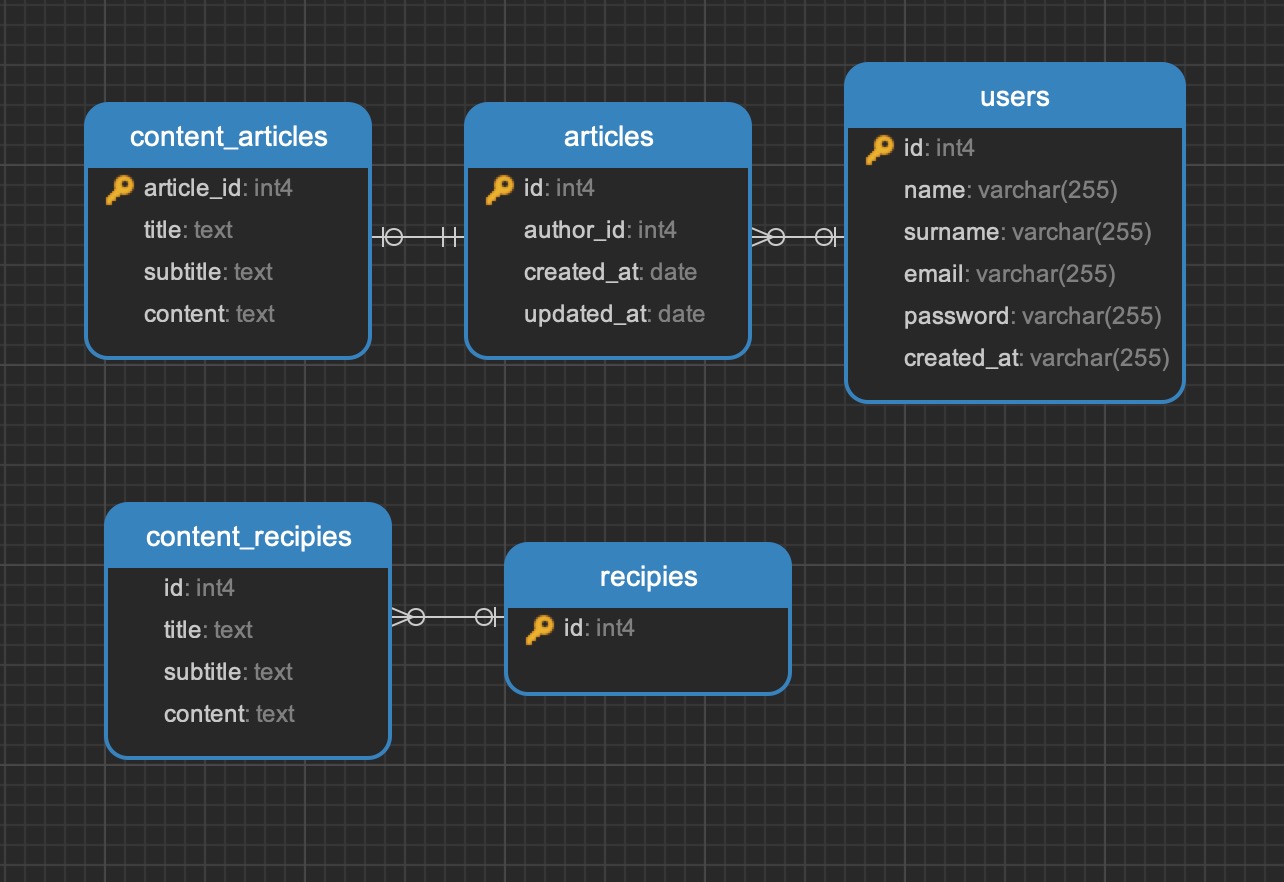 content_articles
article_id: int4
title: text
subtitle: text
content: text
articles
id: int4
author_id: int4
created_at: date
updated_at: date
users
id: int4
name: varchar(255)
surname: varchar(255)
email: varchar(255)
password: varchar(255)
created_at: varchar(255)
content_recipies
id: int4
title: text
subtitle: text
content: text
recipies
id: int4